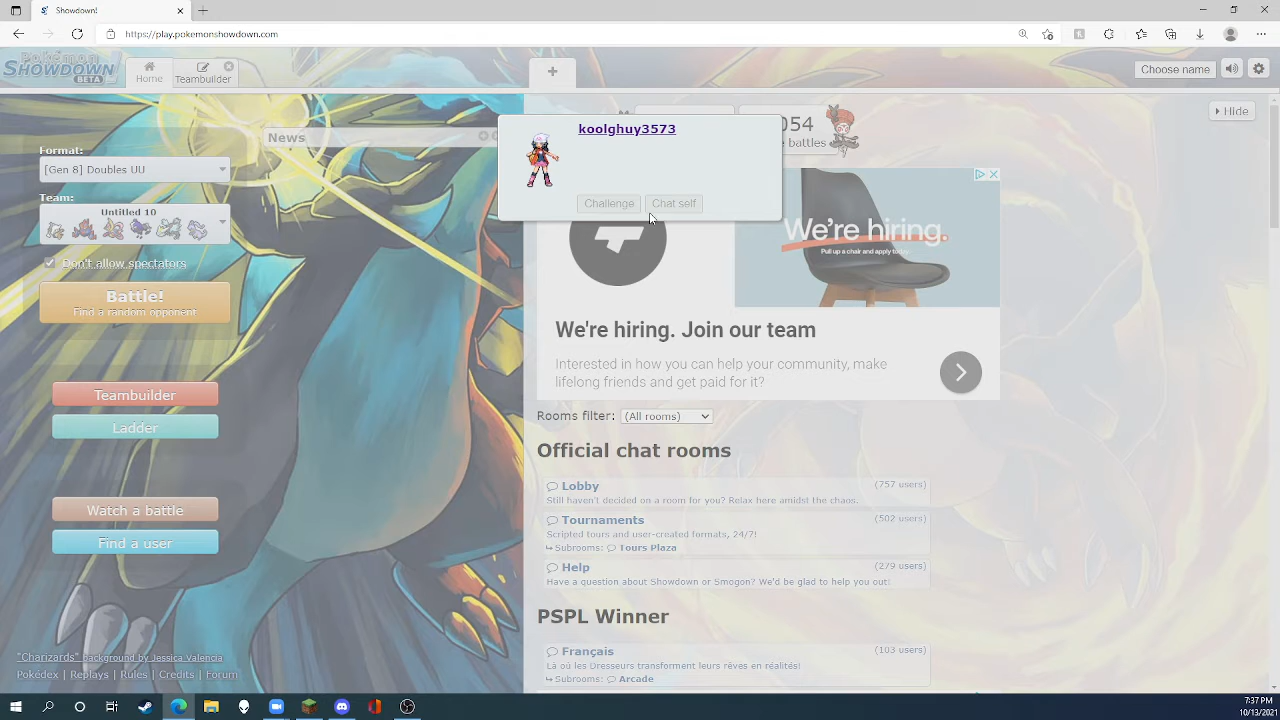 Sho
https://play.pokemonshowdown.com
Pokémon
SHOWDOWN
BETA
Home
Teambuilder
+
Choose name
News
Hide
koolghuy3573
054
battles
Format:
[Gen 8] Doubles UU
Team:
Untitled 10
Challenge
Chat self
Don't allow spectators
Battle!
Find a random opponent
We're hiring.
Pull up a chair and apply today.
We're hiring. Join our team
Interested in how you can help your community, make
lifelong friends and get paid for it?
Teambuilder
Ladder
Rooms filter: (All rooms)
Official chat rooms
Lobby (757 users)
Still haven't decided on a room for you? Relax here amidst the chaos.
Tournaments (502 users)
Scripted tours and user-created formats, 24/7!
Subrooms: Tours Plaza
Help (279 users)
Have a question about Showdown or Smogon? We'd be glad to help you out!
Watch a battle
Find a user
PSPL Winner
Français (103 users)
Là où les Dresseurs transforment leurs rêves en réalités!
Subrooms: Arcade
"Charizards" background by Jessica Valencia
Pokédex | Replays | Rules | Credits | Forum
7:37 PM
10/13/2021